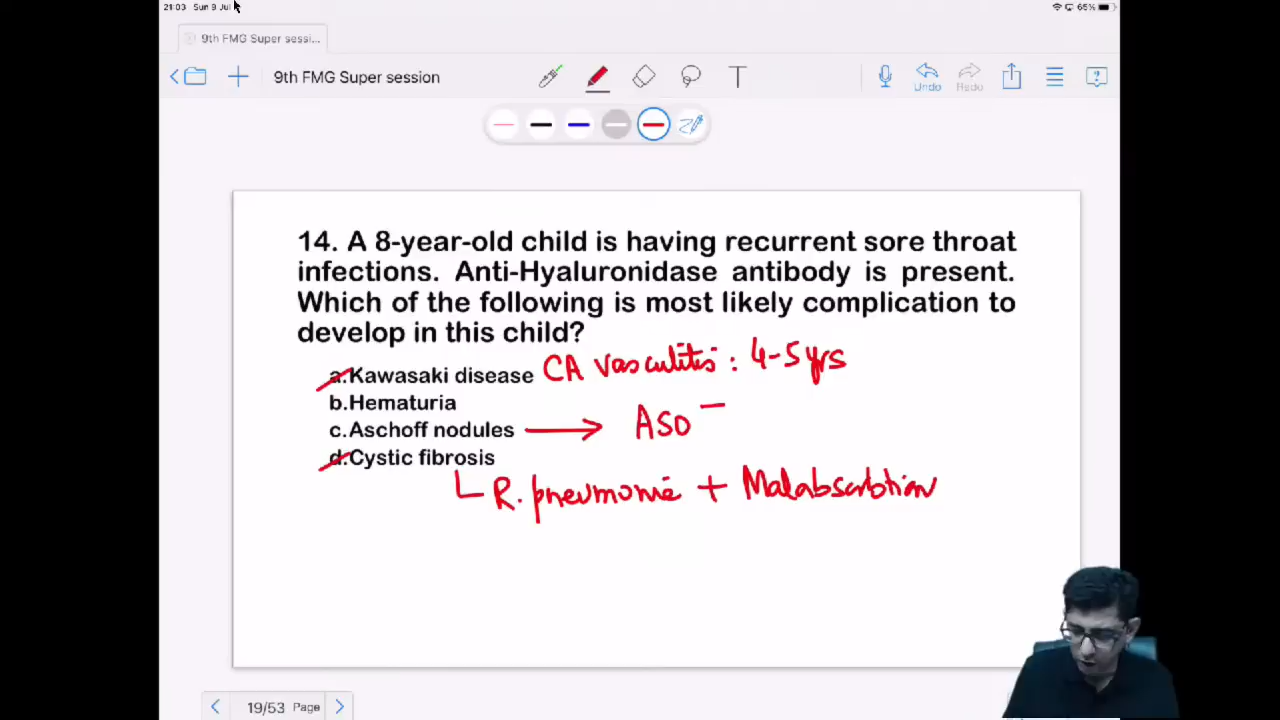 21:03 Sun 9 Jul
65%
9th FMG Super sessi...
9th FMG Super session
T
Undo
Redo
14. A 8-year-old child is having recurrent sore throat
infections. Anti-Hyaluronidase antibody is present.
Which of the following is most likely complication to
develop in this child?
a.Kawasaki disease CA vasculitis : 4-5yrs
b.Hematuria
c.Aschoff nodules → ASO
d.Cystic fibrosis
R. pneumonia + Malabsorbtion
19/53 Page